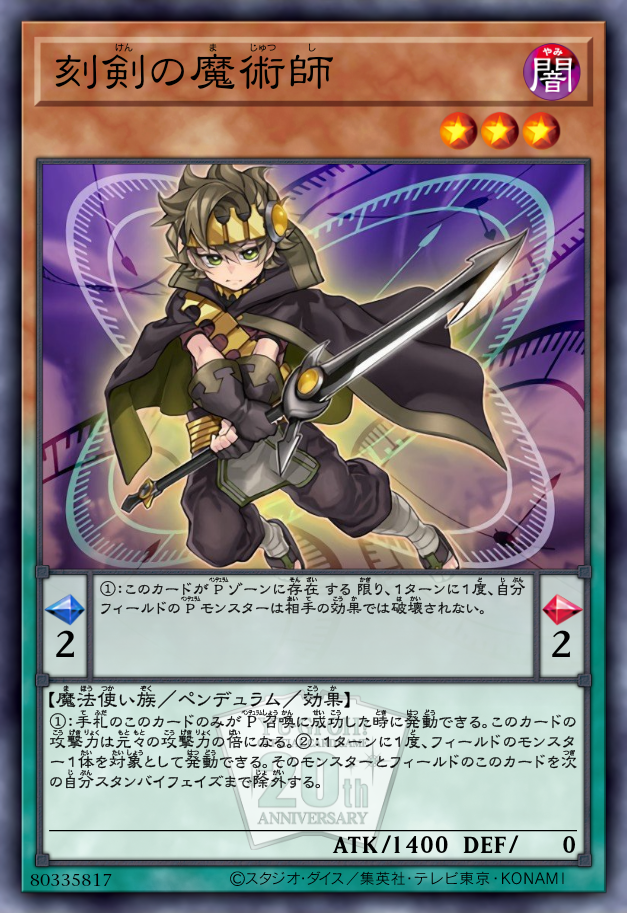 刻剣の魔術師
けん ま じゅつ し
闇
やみ
①:このカードがPゾーンに存在する限り、1ターンに1度、自分
フィールドのPモンスターは相手の効果では破壊されない。
2
2
【魔法使い族/ペンデュラム/効果】
①:手札のこのカードのみがP召喚に成功した時に発動できる。このカードの
攻撃力は元々の攻撃力の倍になる。②:1ターンに1度、フィールドのモンスタ
ー1体を対象として発動できる。そのモンスターとフィールドのこのカードを次
の自分スタンバイフェイズまで除外する。
20th
ANNIVERSARY
ATK/1400 DEF/ 0
80335817
©スタジオ・ダイス/集英社・テレビ東京・KONAMI